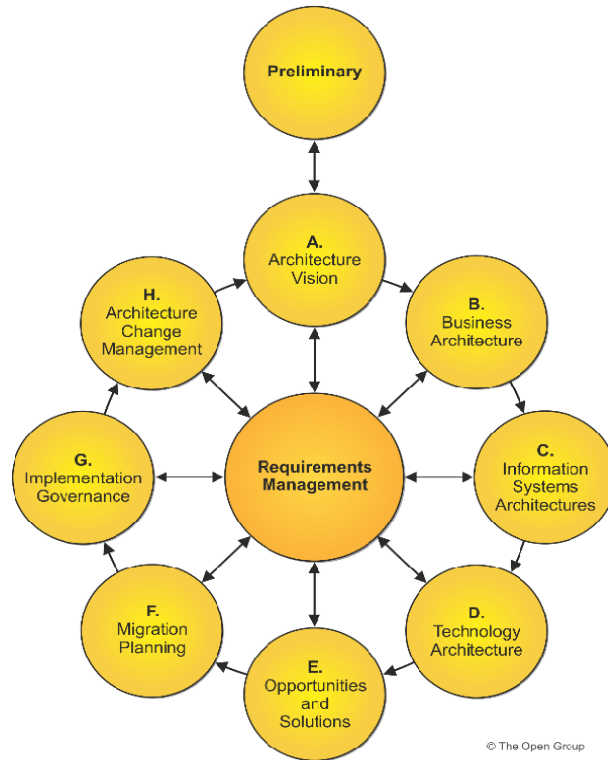 Preliminary
A.
Architecture
Vision
B.
Business
Architecture
C.
Information
Systems
Architectures
D.
Technology
Architecture
E.
Opportunities
and
Solutions
F.
Migration
Planning
G.
Implementation
Governance
H.
Architecture
Change
Management
Requirements
Management
© The Open Group